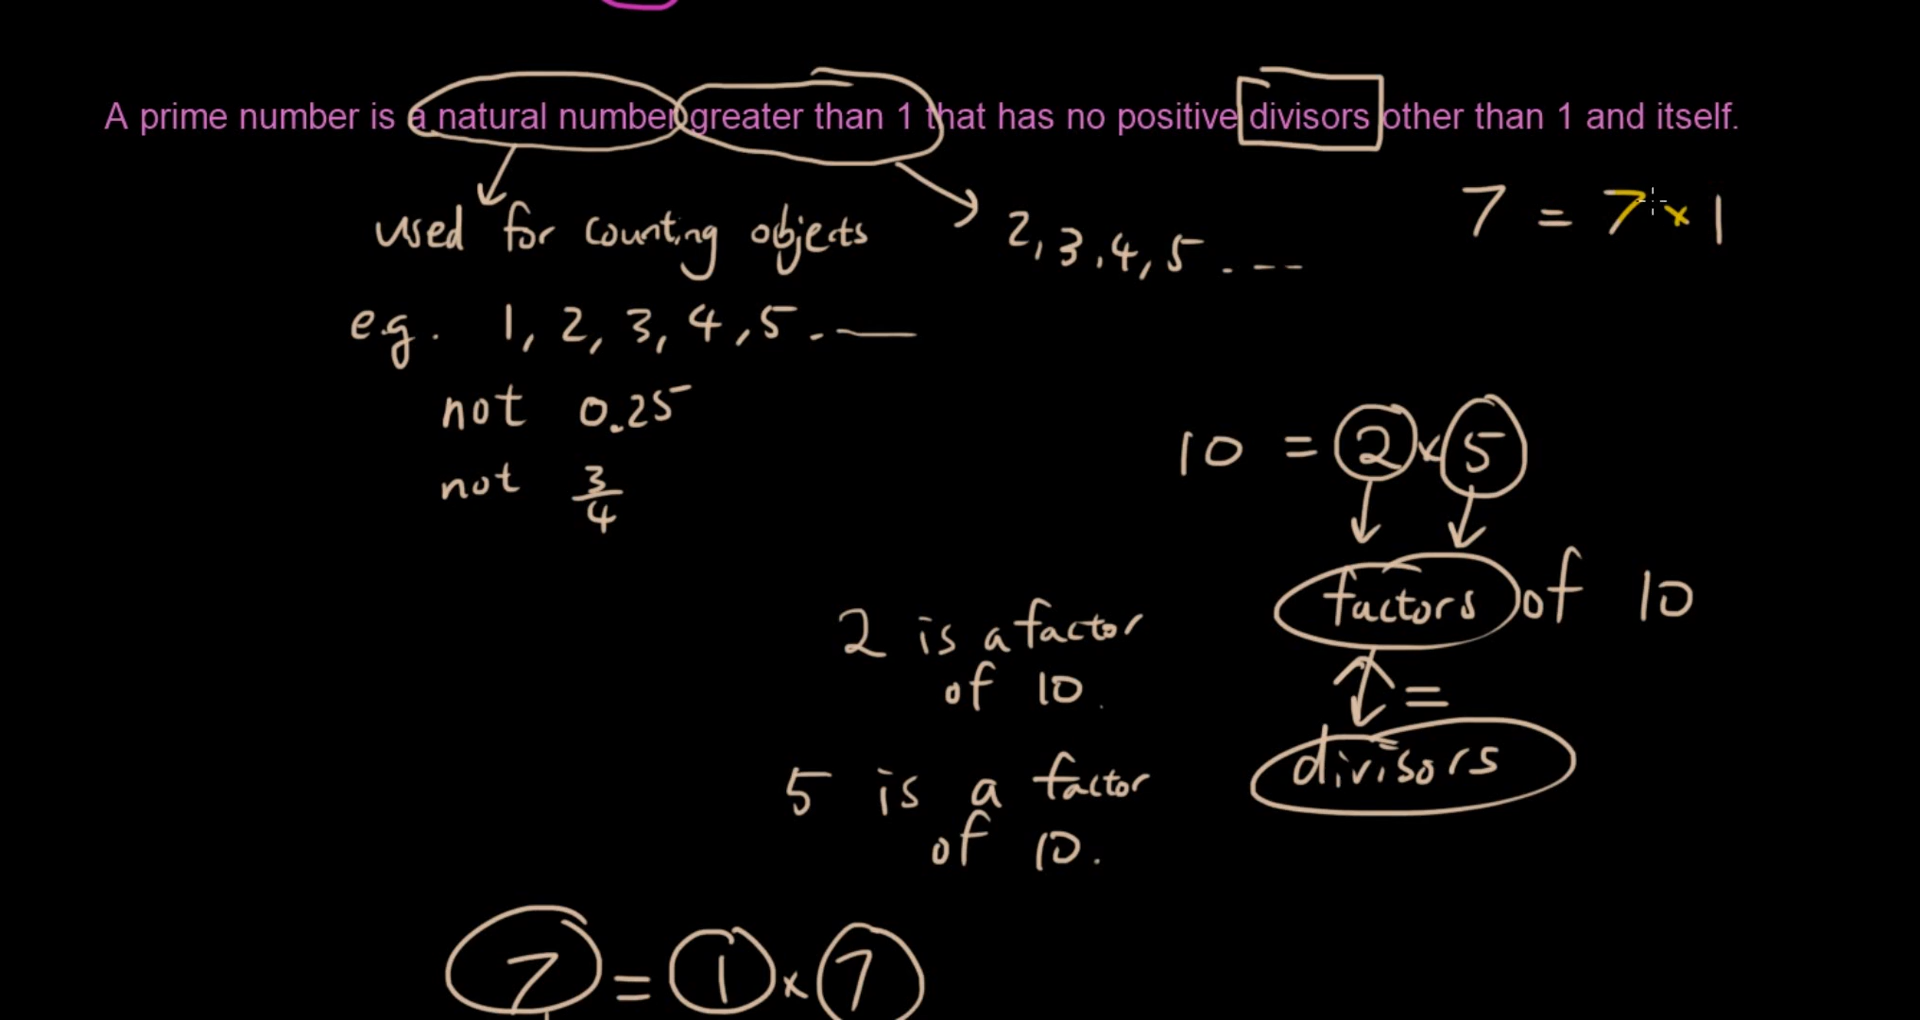 A prime number is a natural number greater than 1 that has no positive divisors other than 1 and itself.
7 = 7 × 1
used for counting objects
2, 3, 4, 5 . ---
e.g. 1, 2, 3, 4, 5 . —
not 0.25
not 3/4
10 = 2 × 5
factors of 10
2 is a factor
of 10.
=
divisors
5 is a factor
of 10.
7 = 1 × 7